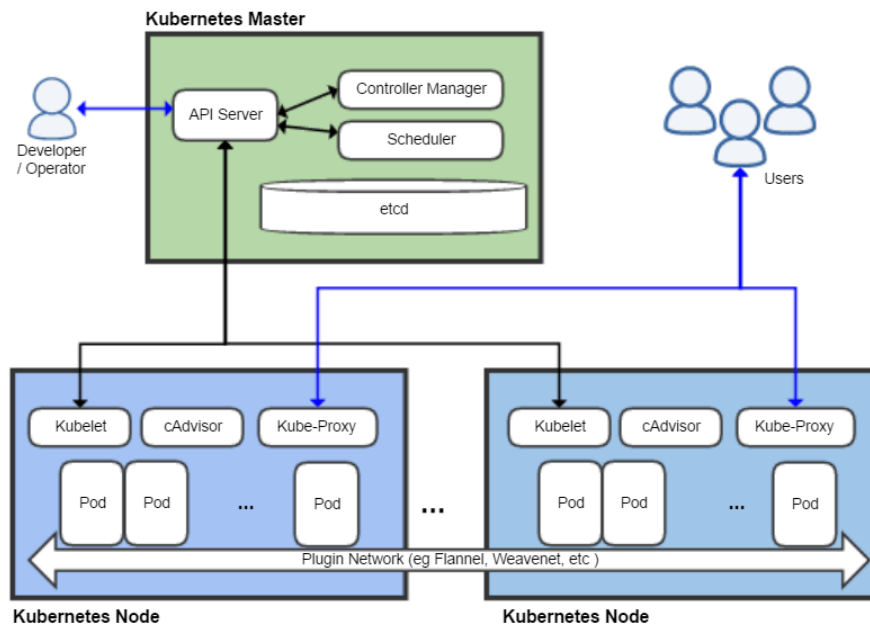 Kubernetes Master
API Server
Controller Manager
Scheduler
etcd
Developer
/ Operator
Users
Kubelet
cAdvisor
Kube-Proxy
Pod
Pod
...
Pod
...
Kubelet
cAdvisor
Kube-Proxy
Pod
Pod
...
Pod
Plugin Network (eg Flannel, Weavenet, etc )
Kubernetes Node
Kubernetes Node